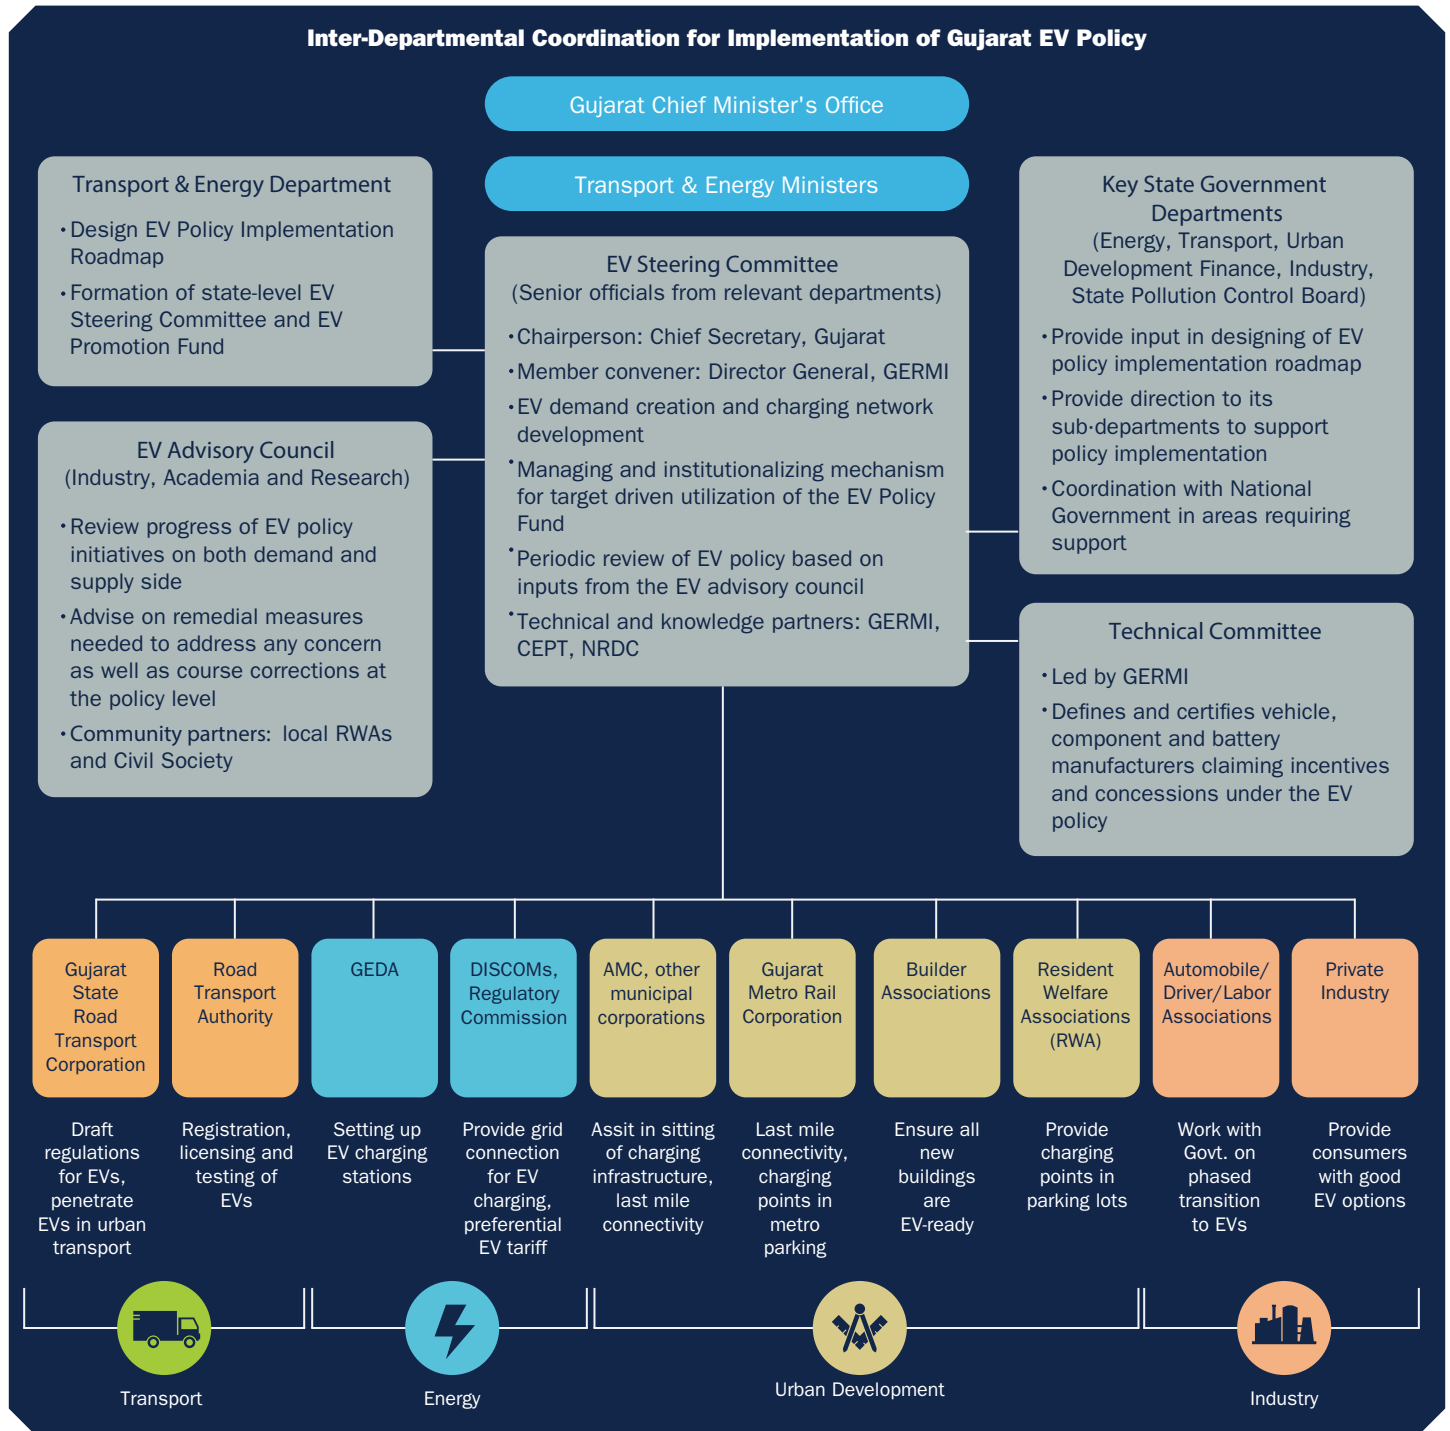 Inter-Departmental Coordination for Implementation of Gujarat EV Policy
Gujarat Chief Minister's Office
Transport & Energy Ministers
Transport & Energy Department
• Design EV Policy Implementation
Roadmap
• Formation of state-level EV
Steering Committee and EV
Promotion Fund
EV Advisory Council
(Industry, Academia and Research)
• Review progress of EV policy
initiatives on both demand and
supply side
• Advise on remedial measures
needed to address any concern
as well as course corrections at
the policy level
• Community partners: local RWAs
and Civil Society
EV Steering Committee
(Senior officials from relevant departments)
• Chairperson: Chief Secretary, Gujarat
• Member convener: Director General, GERMI
• EV demand creation and charging network
development
• Managing and institutionalizing mechanism
for target driven utilization of the EV Policy
Fund
• Periodic review of EV policy based on
inputs from the EV advisory council
• Technical and knowledge partners: GERMI,
CEPT, NRDC
Key State Government
Departments
(Energy, Transport, Urban
Development Finance, Industry,
State Pollution Control Board)
• Provide input in designing of EV
policy implementation roadmap
• Provide direction to its
sub-departments to support
policy implementation
• Coordination with National
Government in areas requiring
support
Technical Committee
• Led by GERMI
• Defines and certifies vehicle,
component and battery
manufacturers claiming incentives
and concessions under the EV
policy
Gujarat
State
Road
Transport
Corporation
Road
Transport
Authority
GEDA
DISCOMs,
Regulatory
Commission
AMC, other
municipal
corporations
Gujarat
Metro Rail
Corporation
Builder
Associations
Resident
Welfare
Associations
(RWA)
Automobile/
Driver/Labor
Associations
Private
Industry
Draft
regulations
for EVs,
penetrate
EVs in urban
transport
Registration,
licensing and
testing of
EVs
Setting up
EV charging
stations
Provide grid
connection
for EV
charging,
preferential
EV tariff
Assit in sitting
of charging
infrastructure,
last mile
connectivity
Last mile
connectivity,
charging
points in
metro
parking
Ensure all
new
buildings
are
EV-ready
Provide
charging
points in
parking lots
Work with
Govt. on
phased
transition
to EVs
Provide
consumers
with good
EV options
Transport
Energy
Urban Development
Industry